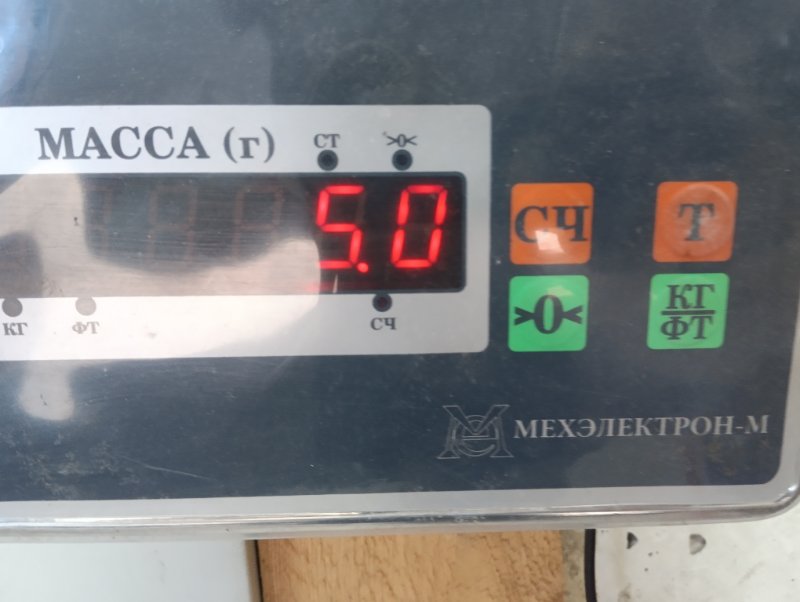 МАССА (г)
СТ >0<
5.0
КГ ФТ СЧ
СЧ Т
>0< КГ/ФТ
МЕХЭЛЕКТРОН-М